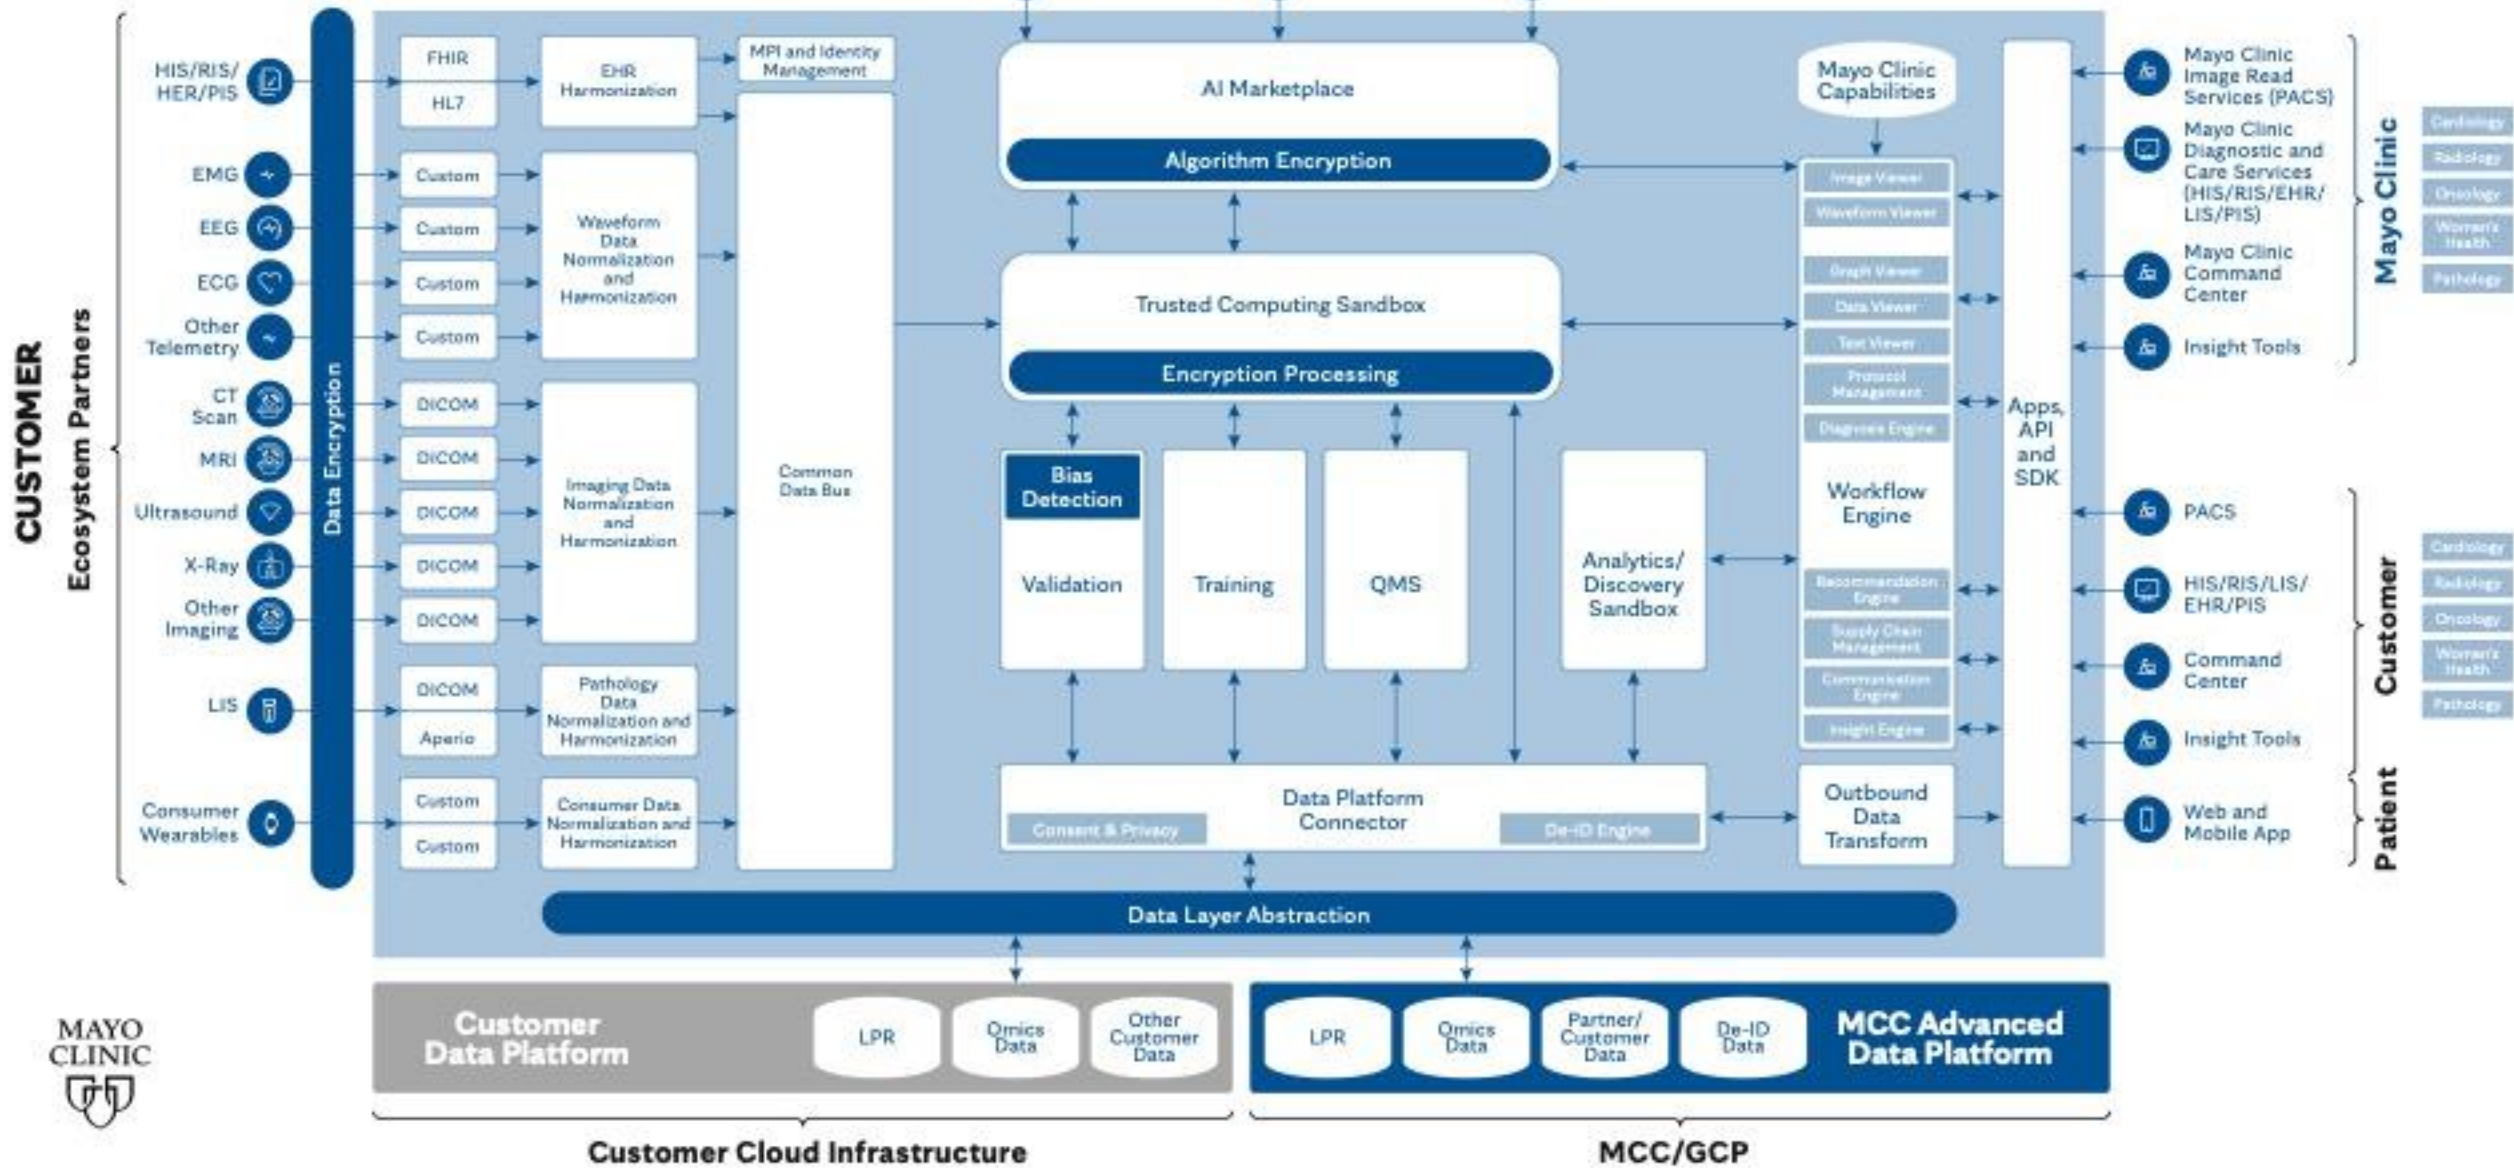 CUSTOMER
Ecosystem Partners
HIS/RIS/
HER/PIS
EMG
EEG
ECG
Other
Telemetry
CT
Scan
MRI
Ultrasound
X-Ray
Other
Imaging
LIS
Consumer
Wearables
Data Encryption
FHIR
HL7
Custom
Custom
Custom
Custom
DICOM
DICOM
DICOM
DICOM
DICOM
DICOM
Aperio
Custom
Custom
EHR
Harmonization
Waveform
Data
Normalization
and
Harmonization
Imaging Data
Normalization
and
Harmonization
Pathology
Data
Normalization and
Harmonization
Consumer Data
Normalization and
Harmonization
MPI and Identity
Management
Common
Data Bus
AI Marketplace
Algorithm Encryption
Trusted Computing Sandbox
Encryption Processing
Bias
Detection
Validation
Training
QMS
Analytics/
Discovery
Sandbox
Data Platform
Connector
Consent & Privacy
De-ID Engine
Data Layer Abstraction
Mayo Clinic
Capabilities
Image Viewer
Waveform Viewer
Graph Viewer
Data Viewer
Text Viewer
Protocol
Management
Diagnosis Engine
Workflow
Engine
Recommendation
Engine
Supply Chain
Management
Communication
Engine
Insight Engine
Outbound
Data
Transform
Apps,
API
and
SDK
Mayo Clinic
Image Read
Services (PACS)
Mayo Clinic
Diagnostic and
Care Services
(HIS/RIS/EHR/
LIS/PIS)
Mayo Clinic
Command
Center
Insight Tools
PACS
HIS/RIS/LIS/
EHR/PIS
Command
Center
Insight Tools
Web and
Mobile App
Mayo Clinic
Cardiology
Radiology
Oncology
Women's
Health
Pathology
Customer
Cardiology
Radiology
Oncology
Women's
Health
Pathology
Patient
MAYO
CLINIC
Customer
Data Platform
LPR
Omics
Data
Other
Customer
Data
LPR
Omics
Data
Partner/
Customer
Data
De-ID
Data
MCC Advanced
Data Platform
Customer Cloud Infrastructure
MCC/GCP